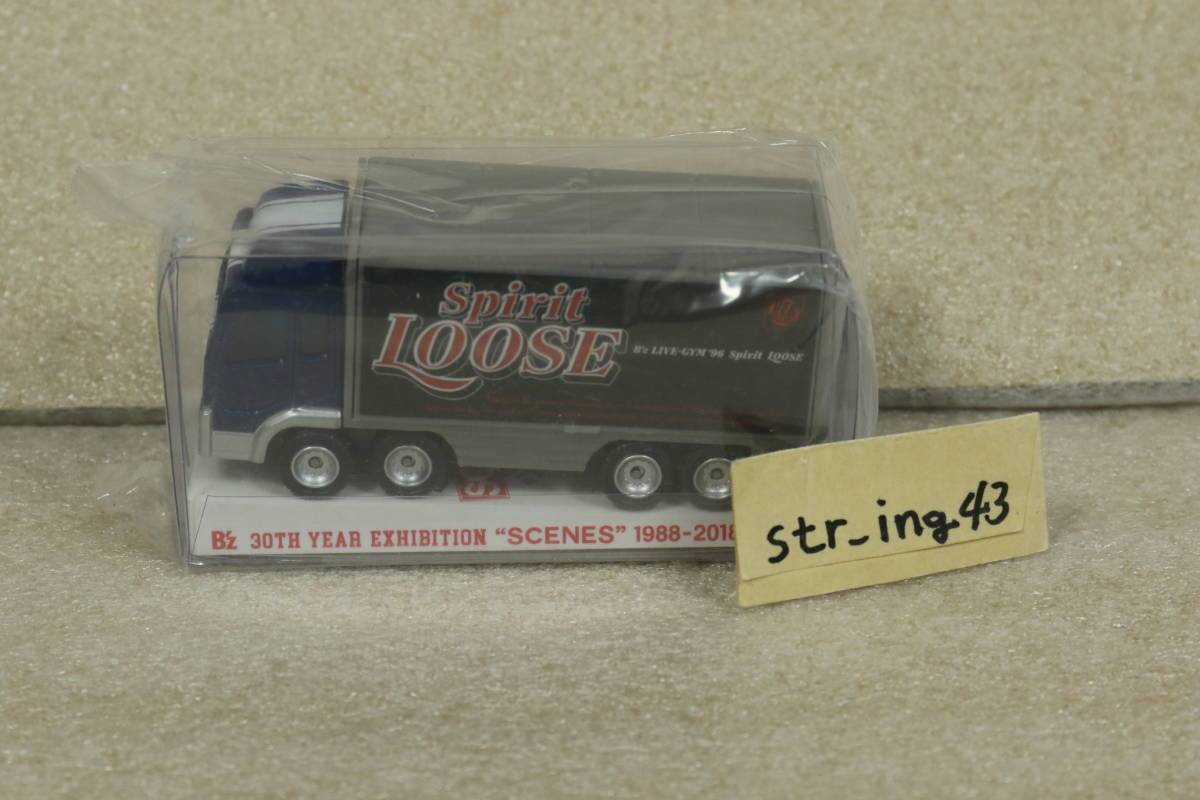 Spirit
LOOSE
B'z LIVE-GYM '96 Spirit LOOSE
B'z 30TH YEAR EXHIBITION "SCENES" 1988-2018
str_ing43